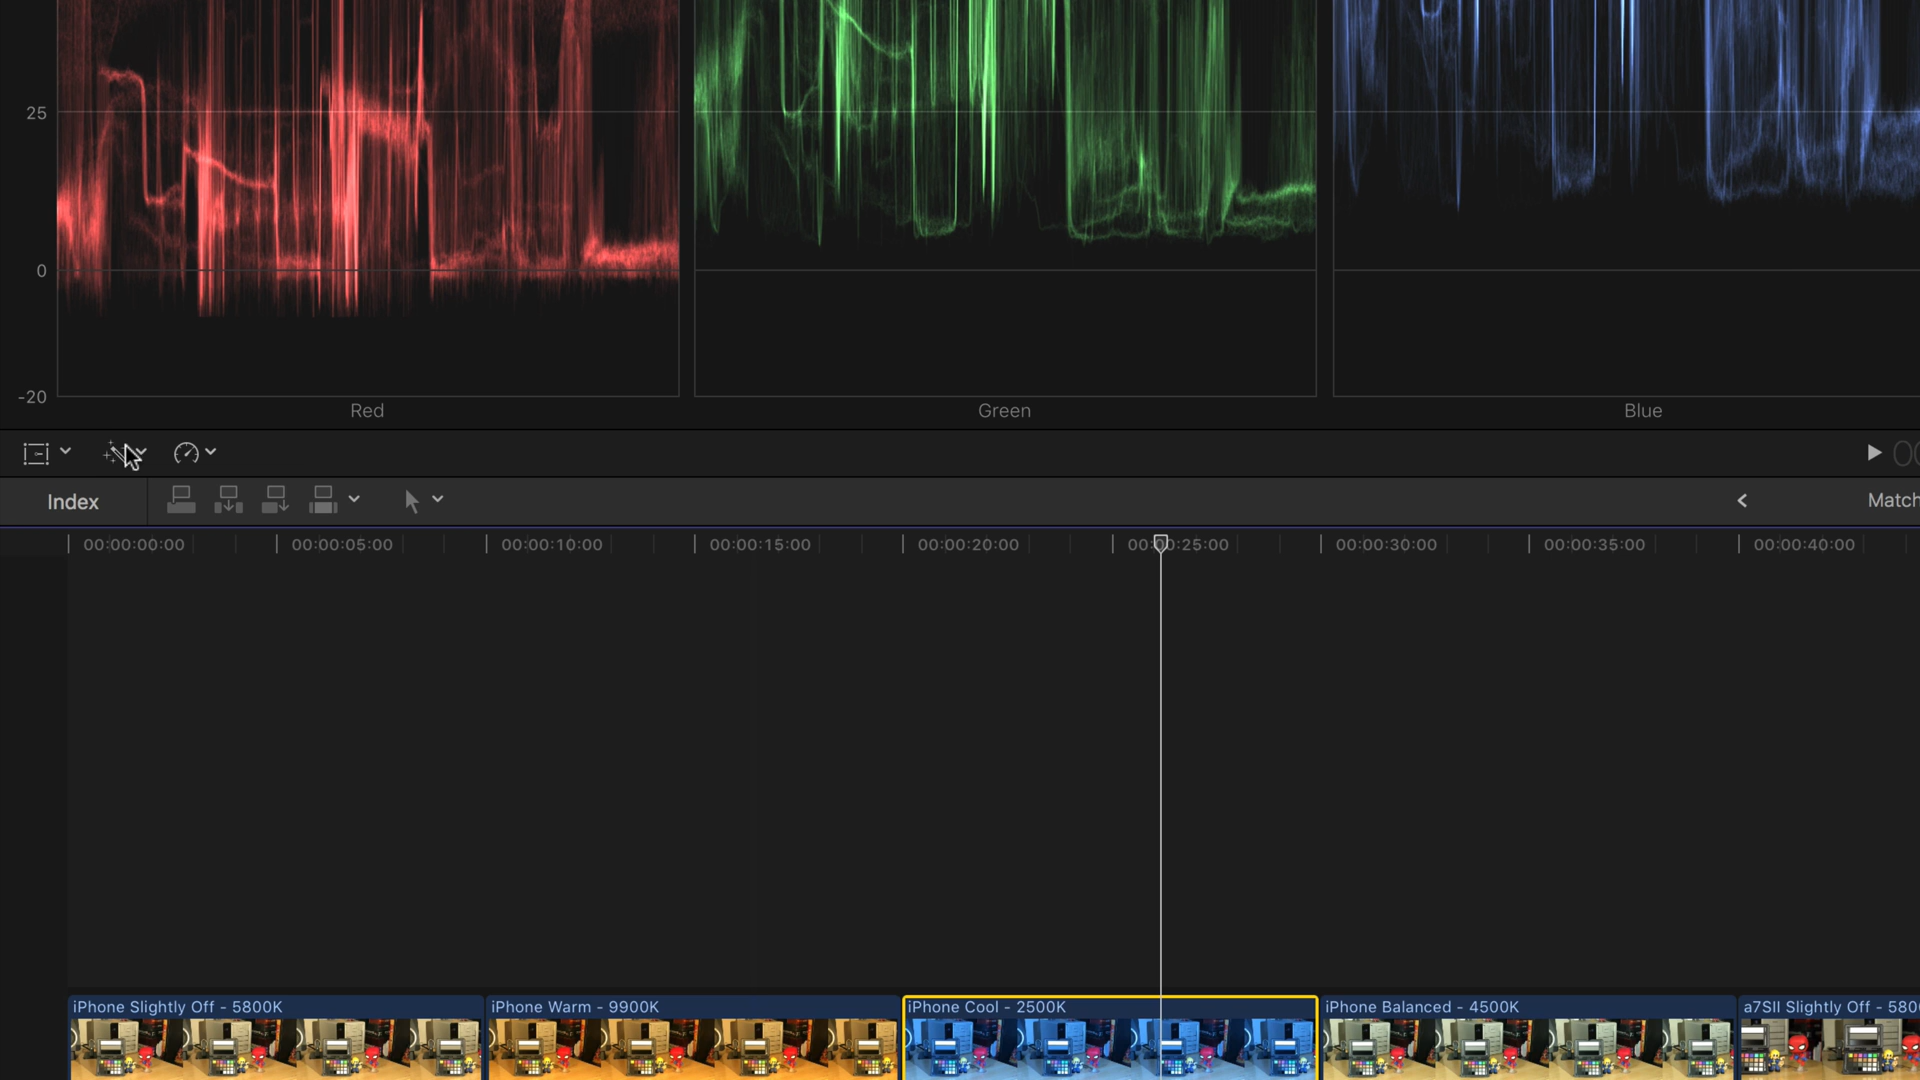 25
0
-20
Red
Green
Blue
Index
Match
00:00:00:00
00:00:05:00
00:00:10:00
00:00:15:00
00:00:20:00
00:00:25:00
00:00:30:00
00:00:35:00
00:00:40:00
iPhone Slightly Off - 5800K
iPhone Warm - 9900K
iPhone Cool - 2500K
iPhone Balanced - 4500K
a7SII Slightly Off - 580